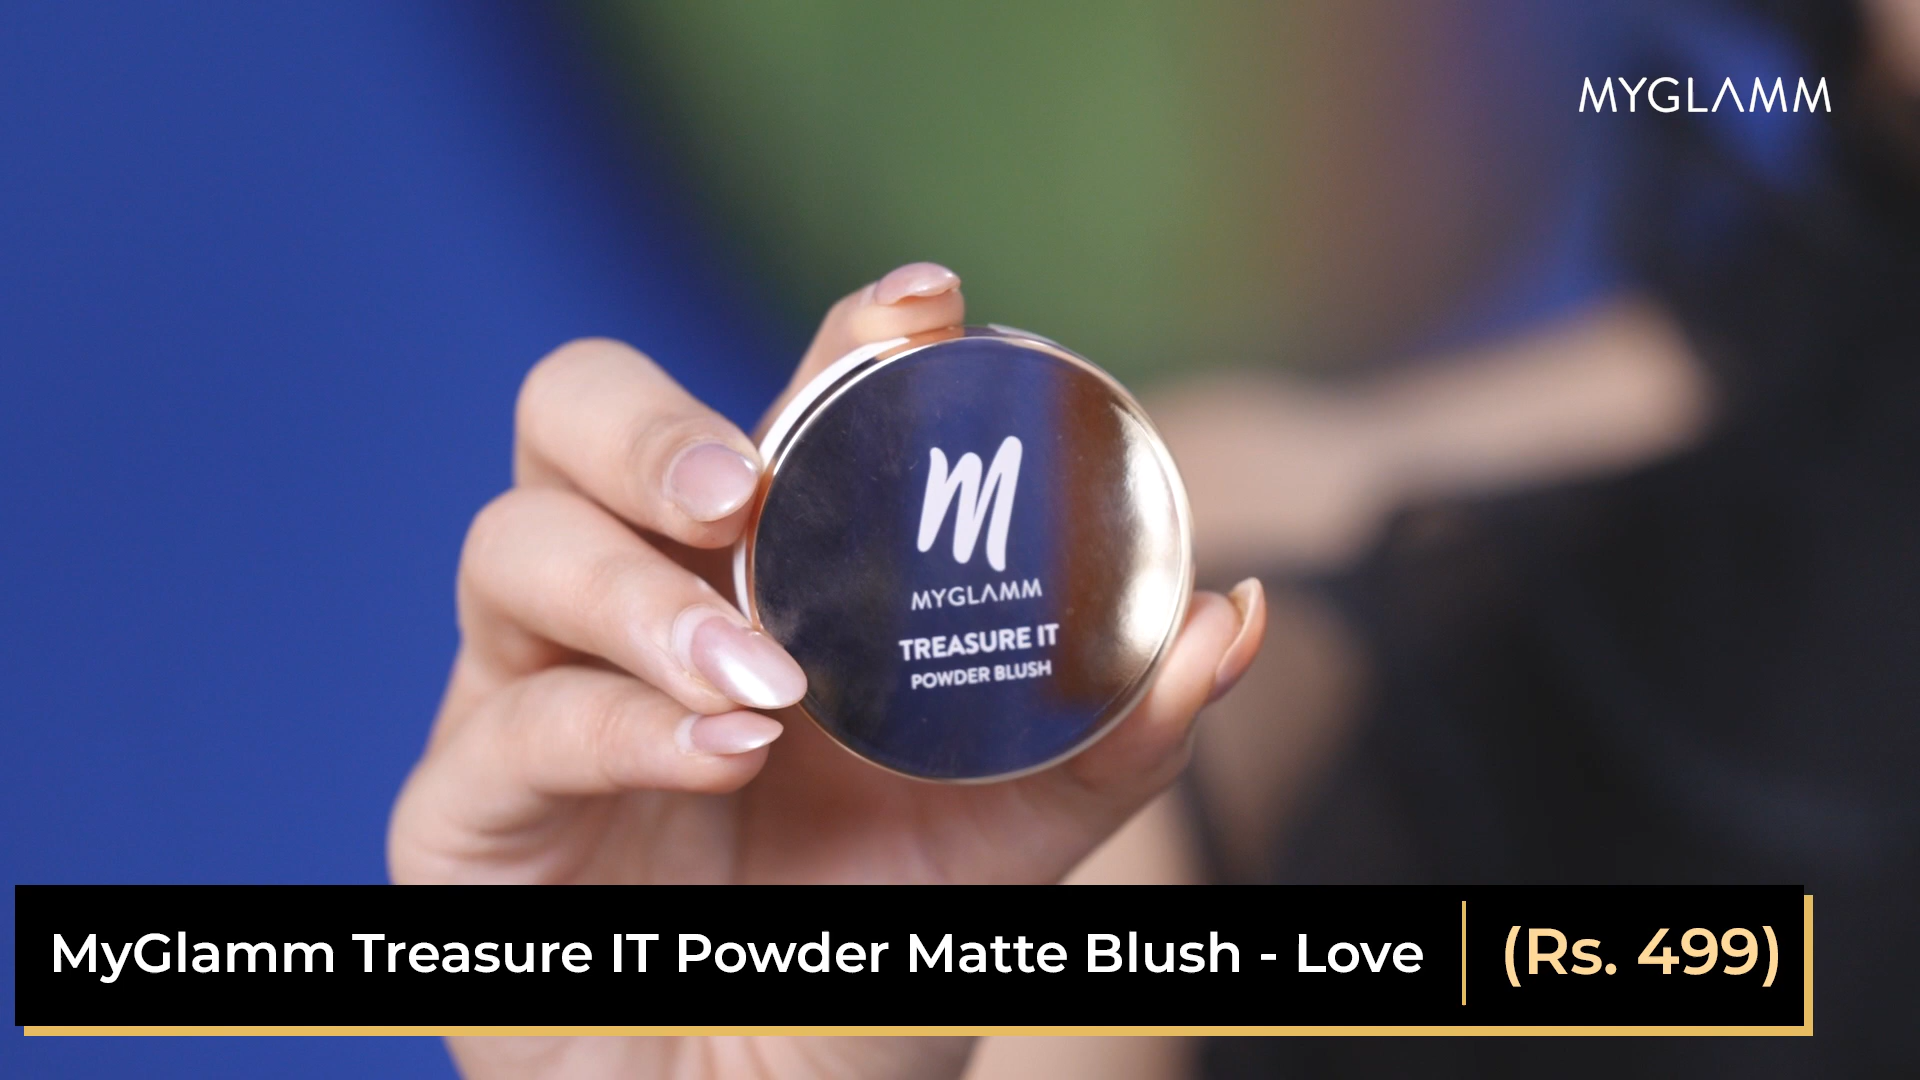 MYGLAMM
M
MYGLAMM
TREASURE IT
POWDER BLUSH
MyGlamm Treasure IT Powder Matte Blush - Love (Rs. 499)